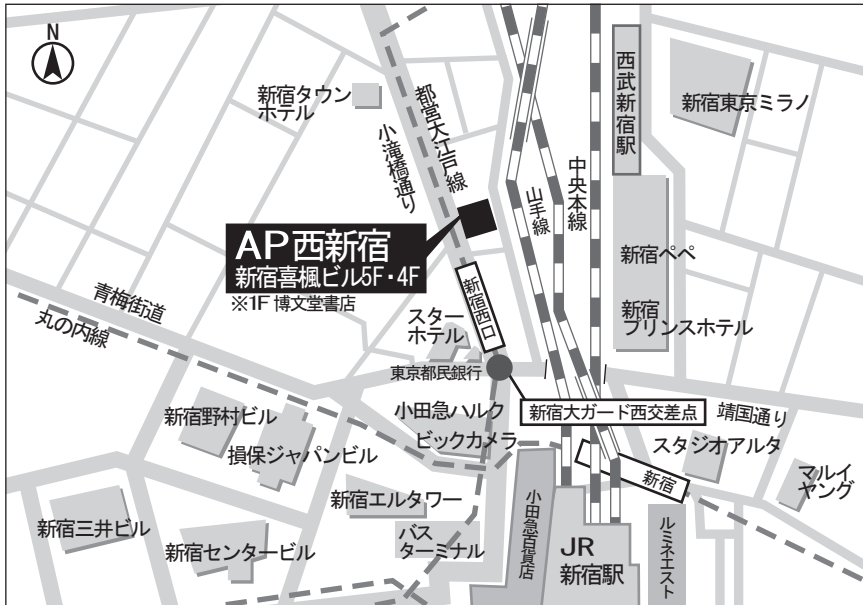 N
新宿タウン
ホテル
都営大江戸線
小滝橋通り
西武新宿駅
新宿東京ミラノ
中央本線
山手線
AP西新宿
新宿喜楓ビル5F・4F
※1F 博文堂書店
新宿ペペ
新宿
プリンスホテル
青梅街道
丸の内線
スター
ホテル
新宿西口
東京都民銀行
新宿大ガード西交差点
靖国通り
新宿野村ビル
小田急ハルク
ビックカメラ
スタジオアルタ
損保ジャパンビル
マルイ
ヤング
新宿
新宿エルタワー
新宿三井ビル
新宿センタービル
バス
ターミナル
小田急百貨店
JR
新宿駅
ルミネエスト